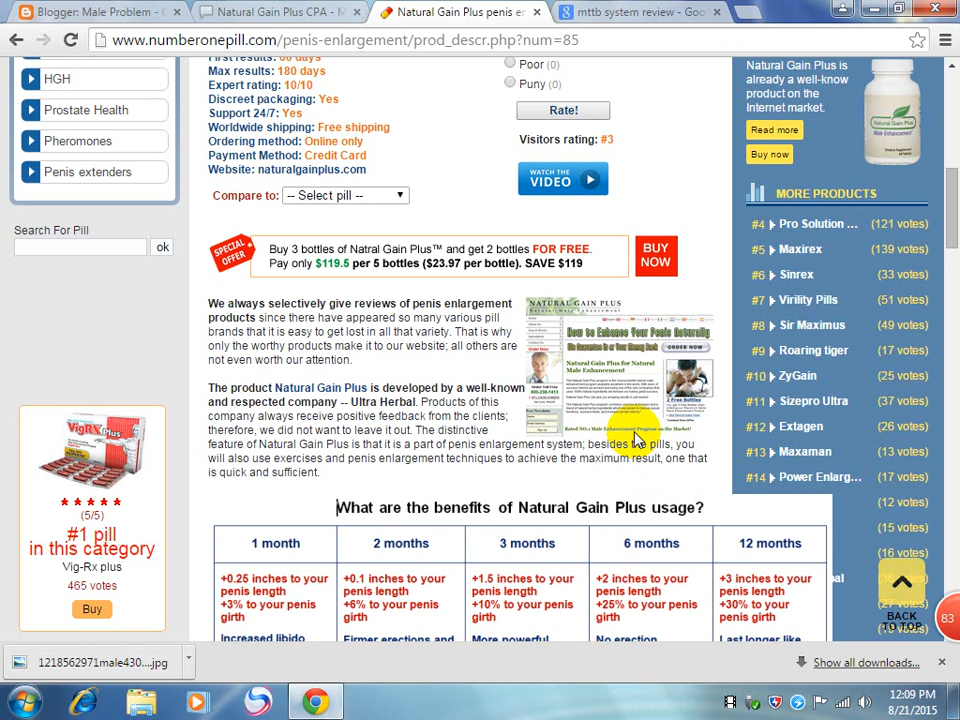 Blogger: Male Problem -
Natural Gain Plus CPA - M
Natural Gain Plus penis e
mttb system review - Goo
www.numberonepill.com/penis-enlargement/prod_descr.php?num=85
HGH
Prostate Health
Pheromones
Penis extenders
Search For Pill
ok
(5/5)
#1 pill
in this category
Vig-Rx plus
465 votes
Buy
VigRX Plus
First results: 60 days
Max results: 180 days
Expert rating: 10/10
Discreet packaging: Yes
Support 24/7: Yes
Worldwide shipping: Free shipping
Ordering method: Online only
Payment Method: Credit Card
Website: naturalgainplus.com
Compare to: -- Select pill --
Poor (0)
Puny (0)
Rate!
Visitors rating: #3
WATCH THE
VIDEO
SPECIAL
OFFER
Buy 3 bottles of Natral Gain Plus™ and get 2 bottles FOR FREE.
Pay only $119.5 per 5 bottles ($23.97 per bottle). SAVE $119
BUY
NOW
We always selectively give reviews of penis enlargement
products since there have appeared so many various pill
brands that it is easy to get lost in all that variety. That is why
only the worthy products make it to our website; all others are
not even worth our attention.
NATURAL GAIN PLUS
How to Enhance Your Penis Naturally
Natural Gain Plus for Natural
Male Enhancement
The product Natural Gain Plus is developed by a well-known
and respected company -- Ultra Herbal. Products of this
company always receive positive feedback from the clients;
therefore, we did not want to leave it out. The distinctive
feature of Natural Gain Plus is that it is a part of penis enlargement system; besides the pills, you
will also use exercises and penis enlargement techniques to achieve the maximum result, one that
is quick and sufficient.
What are the benefits of Natural Gain Plus usage?
1 month
2 months
3 months
6 months
12 months
+0.25 inches to your
penis length
+3% to your penis
girth
Increased libido
+0.1 inches to your
penis length
+6% to your penis
girth
Firmer erections and
+1.5 inches to your
penis length
+10% to your penis
girth
More powerful
+2 inches to your
penis length
+25% to your penis
girth
No erection
+3 inches to your
penis length
+30% to your penis
girth
Last longer like
Natural Gain Plus is
already a well-know
product on the
Internet market.
Read more
Buy now
Natural Gain Plus
MORE PRODUCTS
#4 Pro Solution ... (121 votes)
#5 Maxirex (139 votes)
#6 Sinrex (33 votes)
#7 Virility Pills (51 votes)
#8 Sir Maximus (49 votes)
#9 Roaring tiger (17 votes)
#10 ZyGain (25 votes)
#11 Sizepro Ultra (37 votes)
#12 Extagen (26 votes)
#13 Maxaman (13 votes)
#14 Power Enlarg... (17 votes)
(12 votes)
(15 votes)
(16 votes)
BACK
TO TOP
83
1218562971male430....jpg
Show all downloads...
12:09 PM
8/21/2015